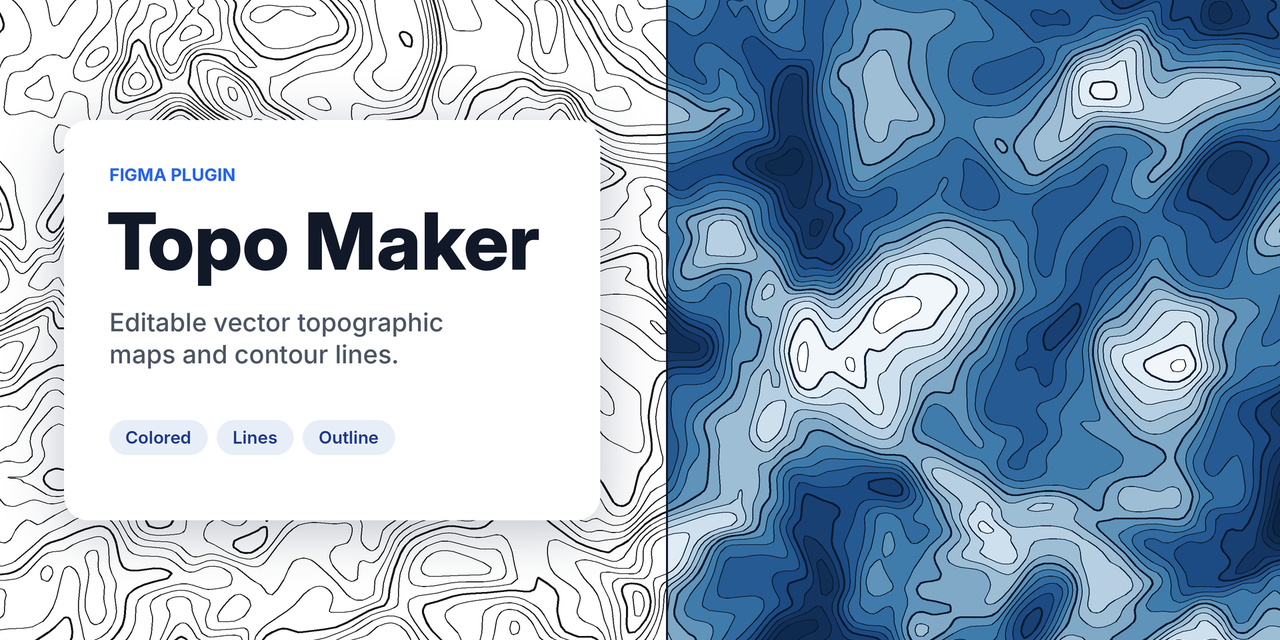 FIGMA PLUGIN
Topo Maker
Editable vector topographic
maps and contour lines.
Colored Lines Outline